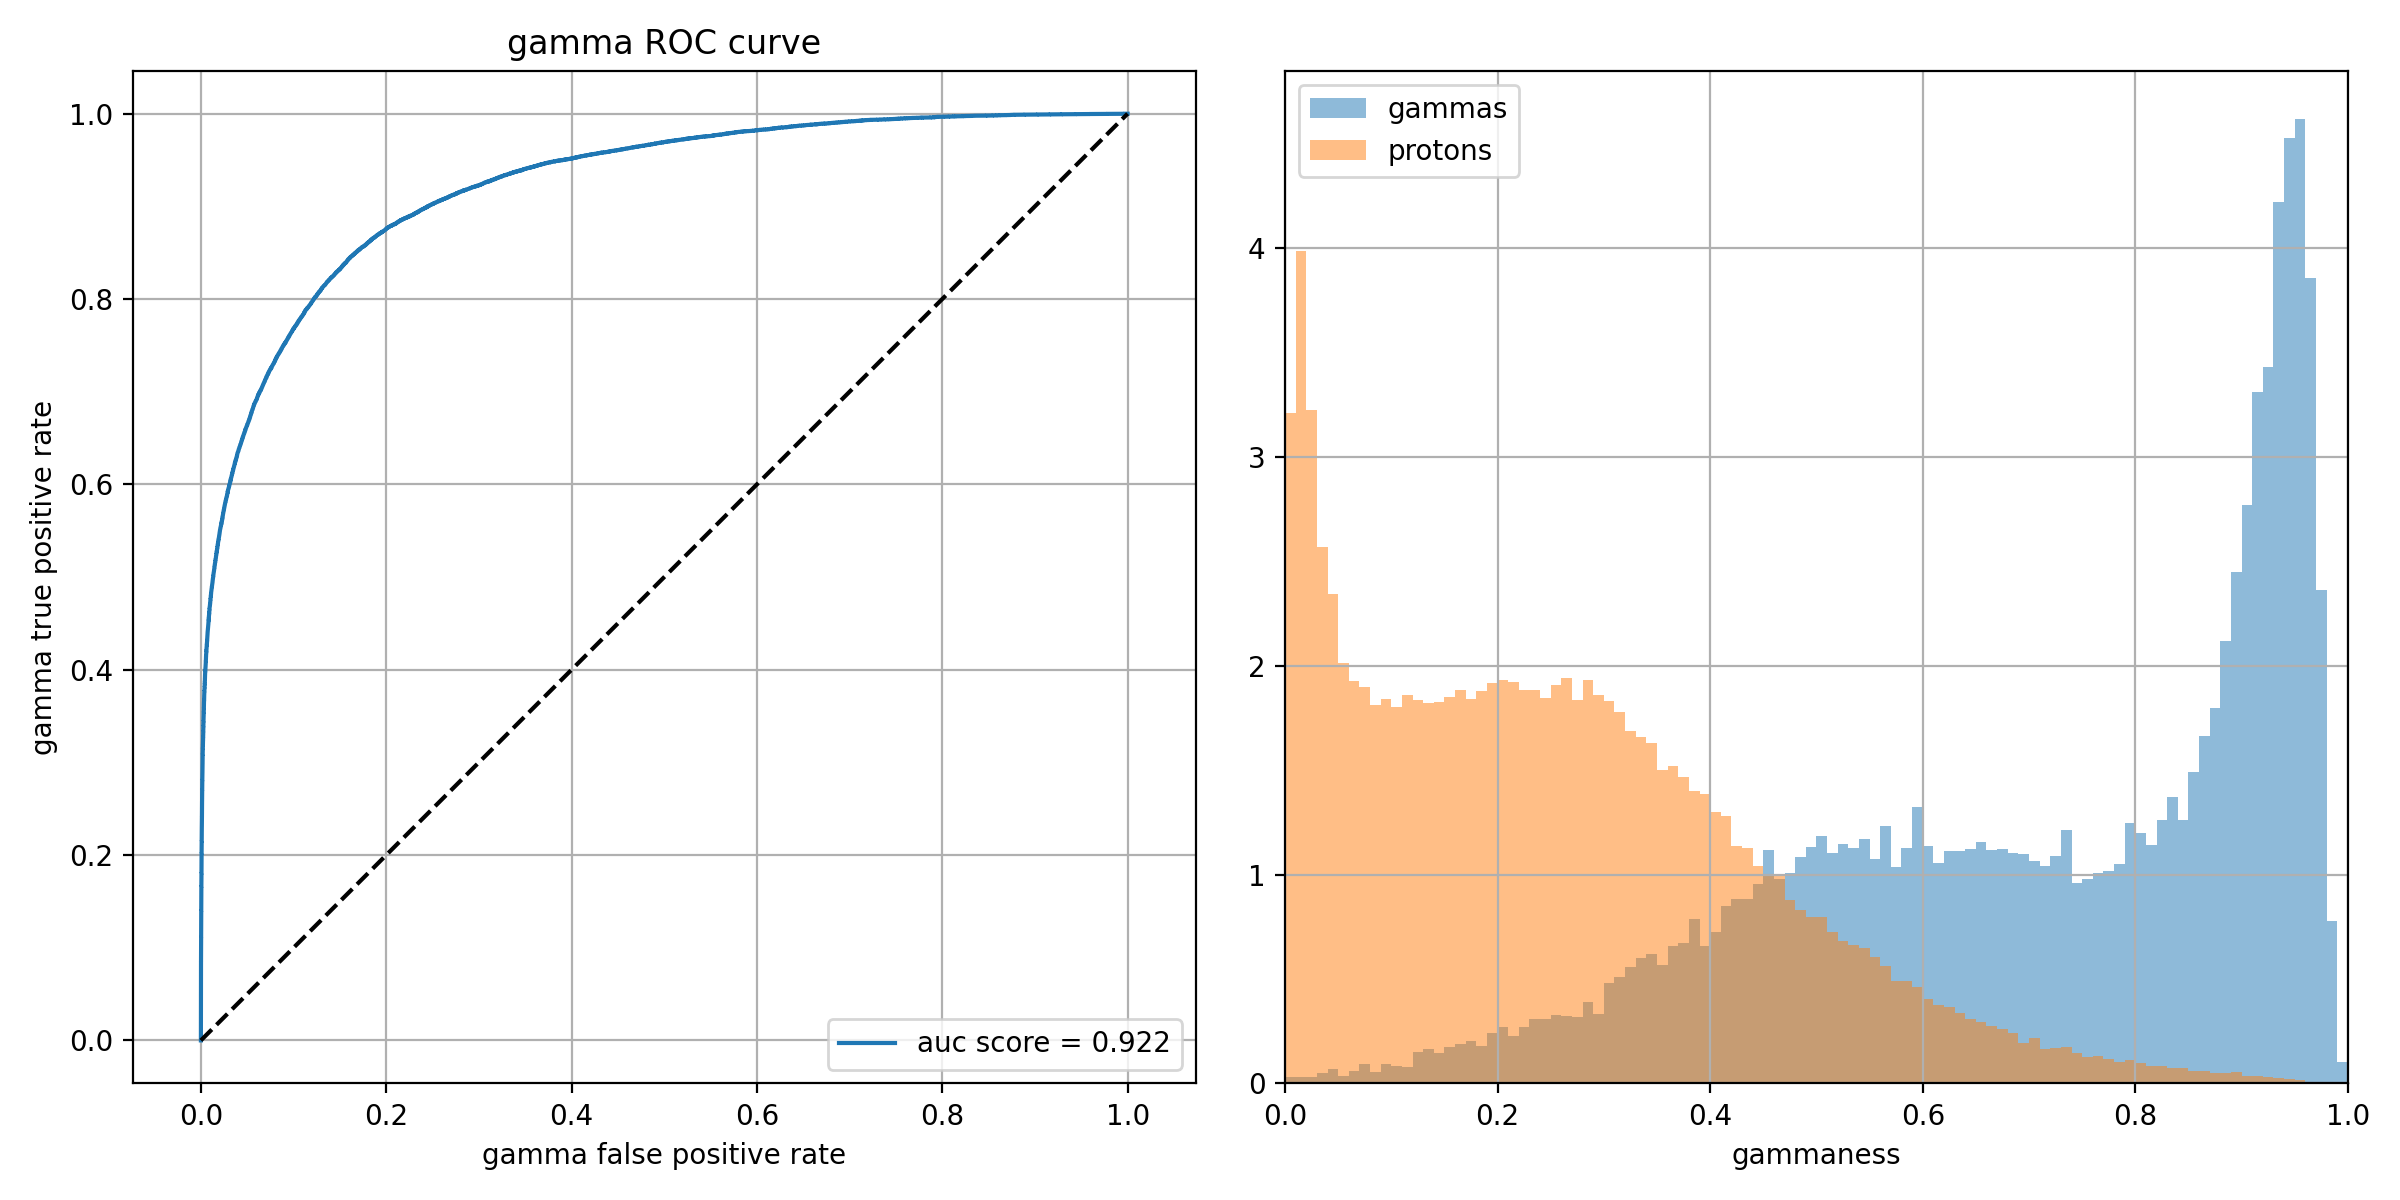 gamma ROC curve
gamma true positive rate
1.0
0.8
0.6
0.4
0.2
0.0
0.0 0.2 0.4 0.6 0.8 1.0
gamma false positive rate
auc score = 0.922
gammas
protons
4
3
2
1
0
0.0 0.2 0.4 0.6 0.8 1.0
gammaness